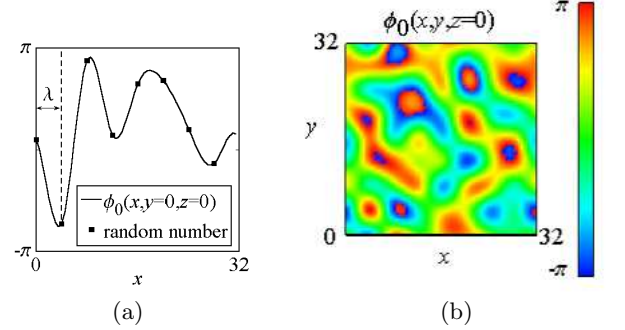 π
λ
ϕ₀(x,y=0,z=0)
random number
-π
0
32
x
(a)
ϕ₀(x,y,z=0)
32
y
0
32
x
π
-π
(b)